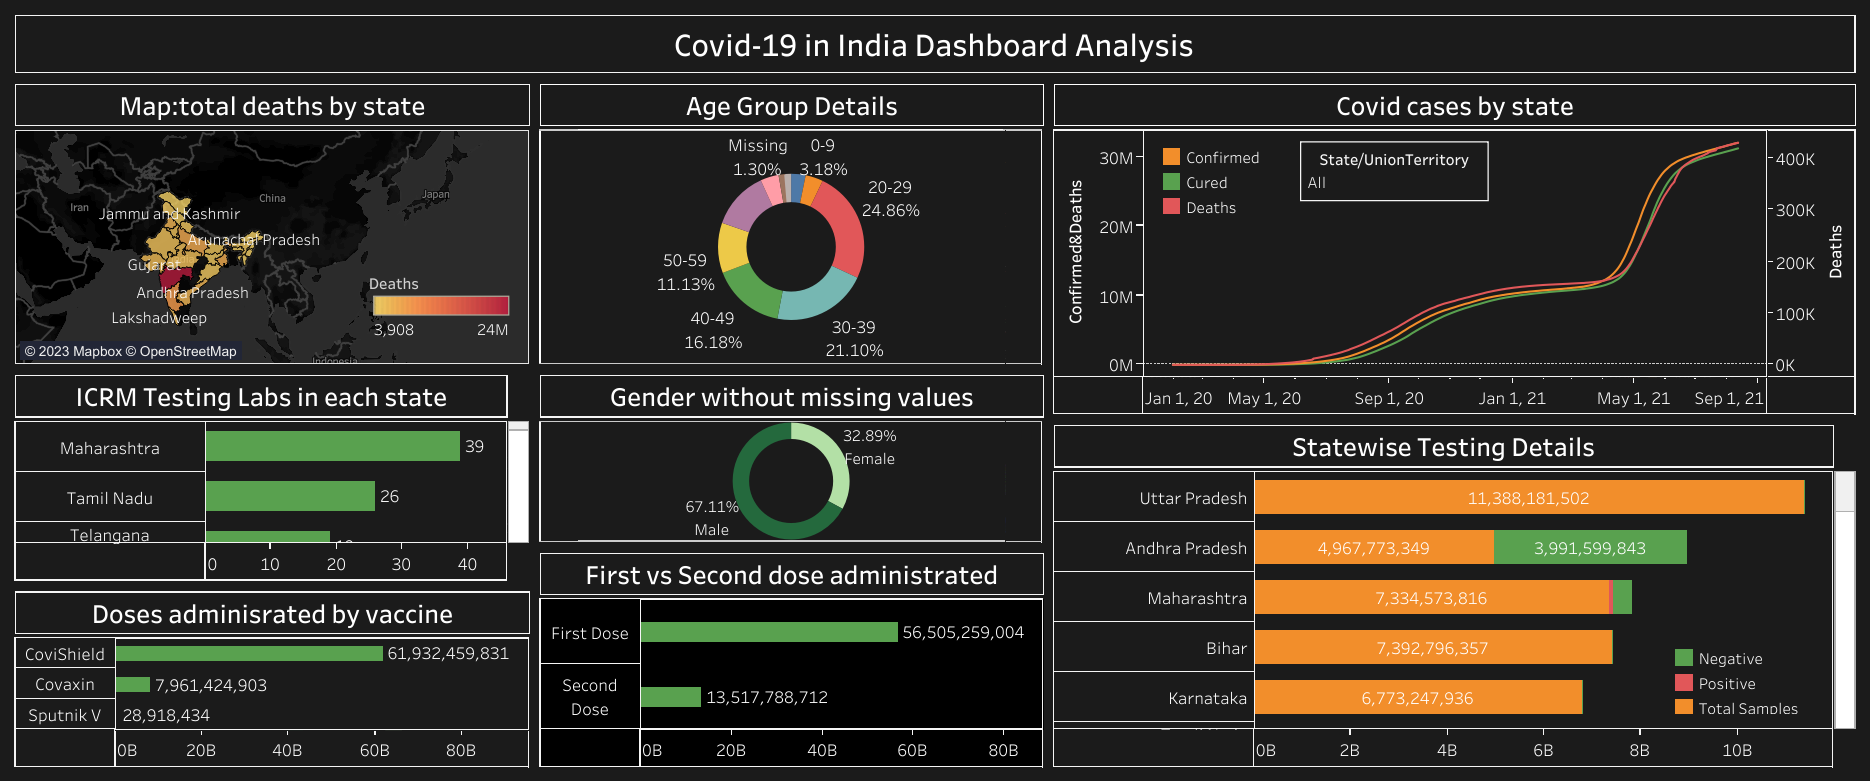 Covid-19 in India Dashboard Analysis
Map:total deaths by state
Iran
China
Japan
Jammu and Kashmir
Arunachal Pradesh
Gujarat
Andhra Pradesh
Lakshadweep
Indonesia
Deaths
3,908
24M
© 2023 Mapbox © OpenStreetMap
Age Group Details
Missing
1.30%
0-9
3.18%
20-29
24.86%
50-59
11.13%
40-49
16.18%
30-39
21.10%
Covid cases by state
Confirmed&Deaths
30M
20M
10M
0M
Confirmed
Cured
Deaths
State/UnionTerritory
All
400K
300K
200K
100K
0K
Deaths
Jan 1, 20
May 1, 20
Sep 1, 20
Jan 1, 21
May 1, 21
Sep 1, 21
ICRM Testing Labs in each state
Maharashtra
39
Tamil Nadu
26
Telangana
0
10
20
30
40
Gender without missing values
32.89%
Female
67.11%
Male
Statewise Testing Details
Uttar Pradesh
11,388,181,502
Andhra Pradesh
4,967,773,349
3,991,599,843
Maharashtra
7,334,573,816
Bihar
7,392,796,357
Karnataka
6,773,247,936
Negative
Positive
Total Samples
0B
2B
4B
6B
8B
10B
Doses adminisrated by vaccine
CoviShield
61,932,459,831
Covaxin
7,961,424,903
Sputnik V
28,918,434
0B
20B
40B
60B
80B
First vs Second dose administrated
First Dose
56,505,259,004
Second
Dose
13,517,788,712
0B
20B
40B
60B
80B